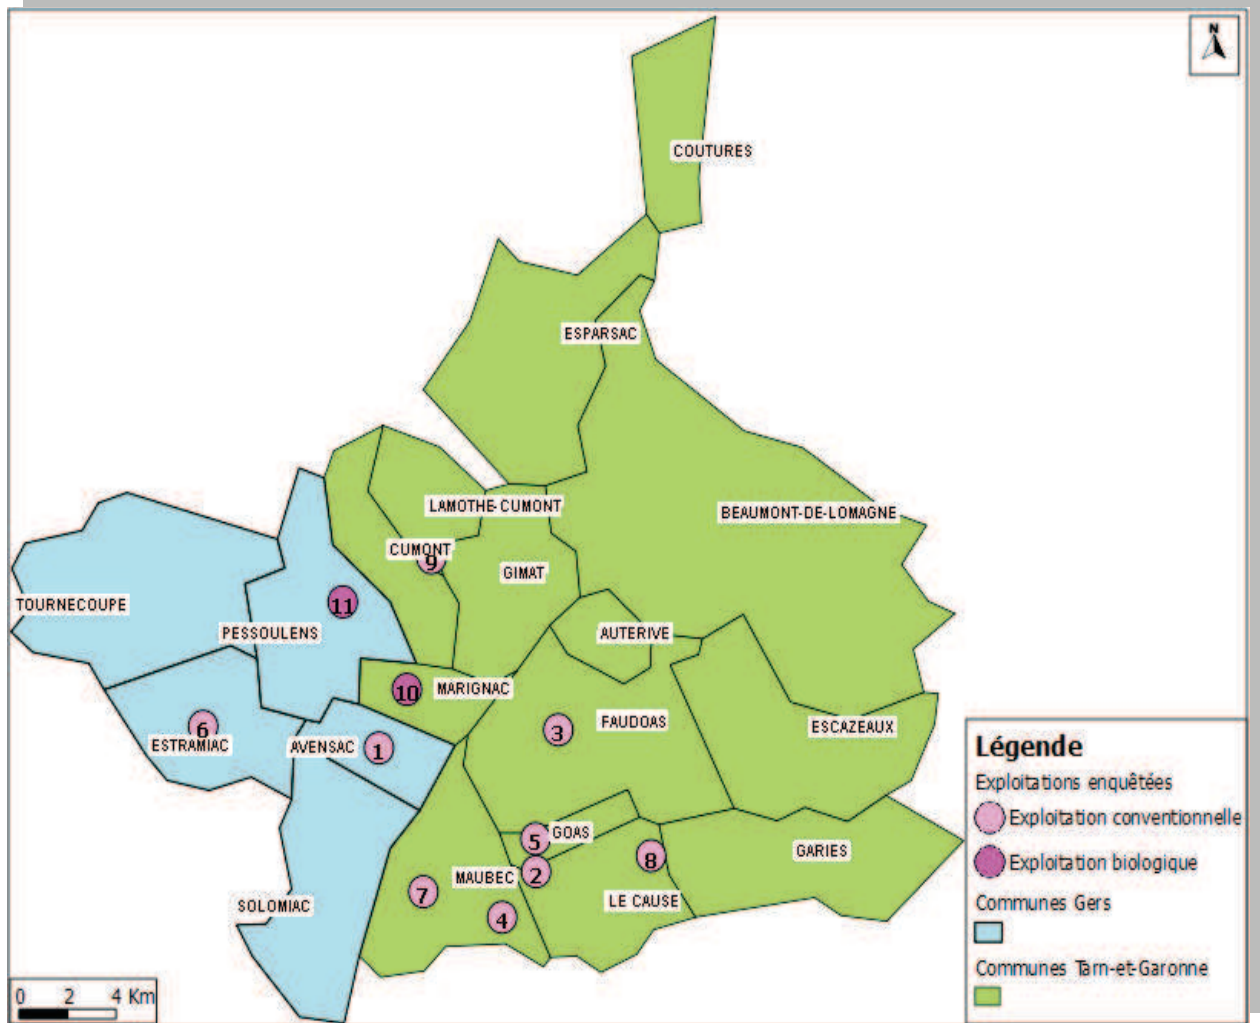 N
COUTURES
ESPARSAC
LAMOTHE-CUMONT
BEAUMONT-DE-LOMAGNE
CUMONT
9
GIMAT
TOURNECOUPE
11
PESSOULENS
AUTERIVE
10
MARIGNAC
6
ESTRAMIAC
AVENSAC
1
3
FAUDOAS
ESCAZEAUX
5
GOAS
2
8
GARIES
MAUBEC
7
4
LE CAUSE
SOLOMIAC
Légende
Exploitations enquêtées
Exploitation conventionnelle
Exploitation biologique
Communes Gers
Communes Tarn-et-Garonne
0 2 4 Km